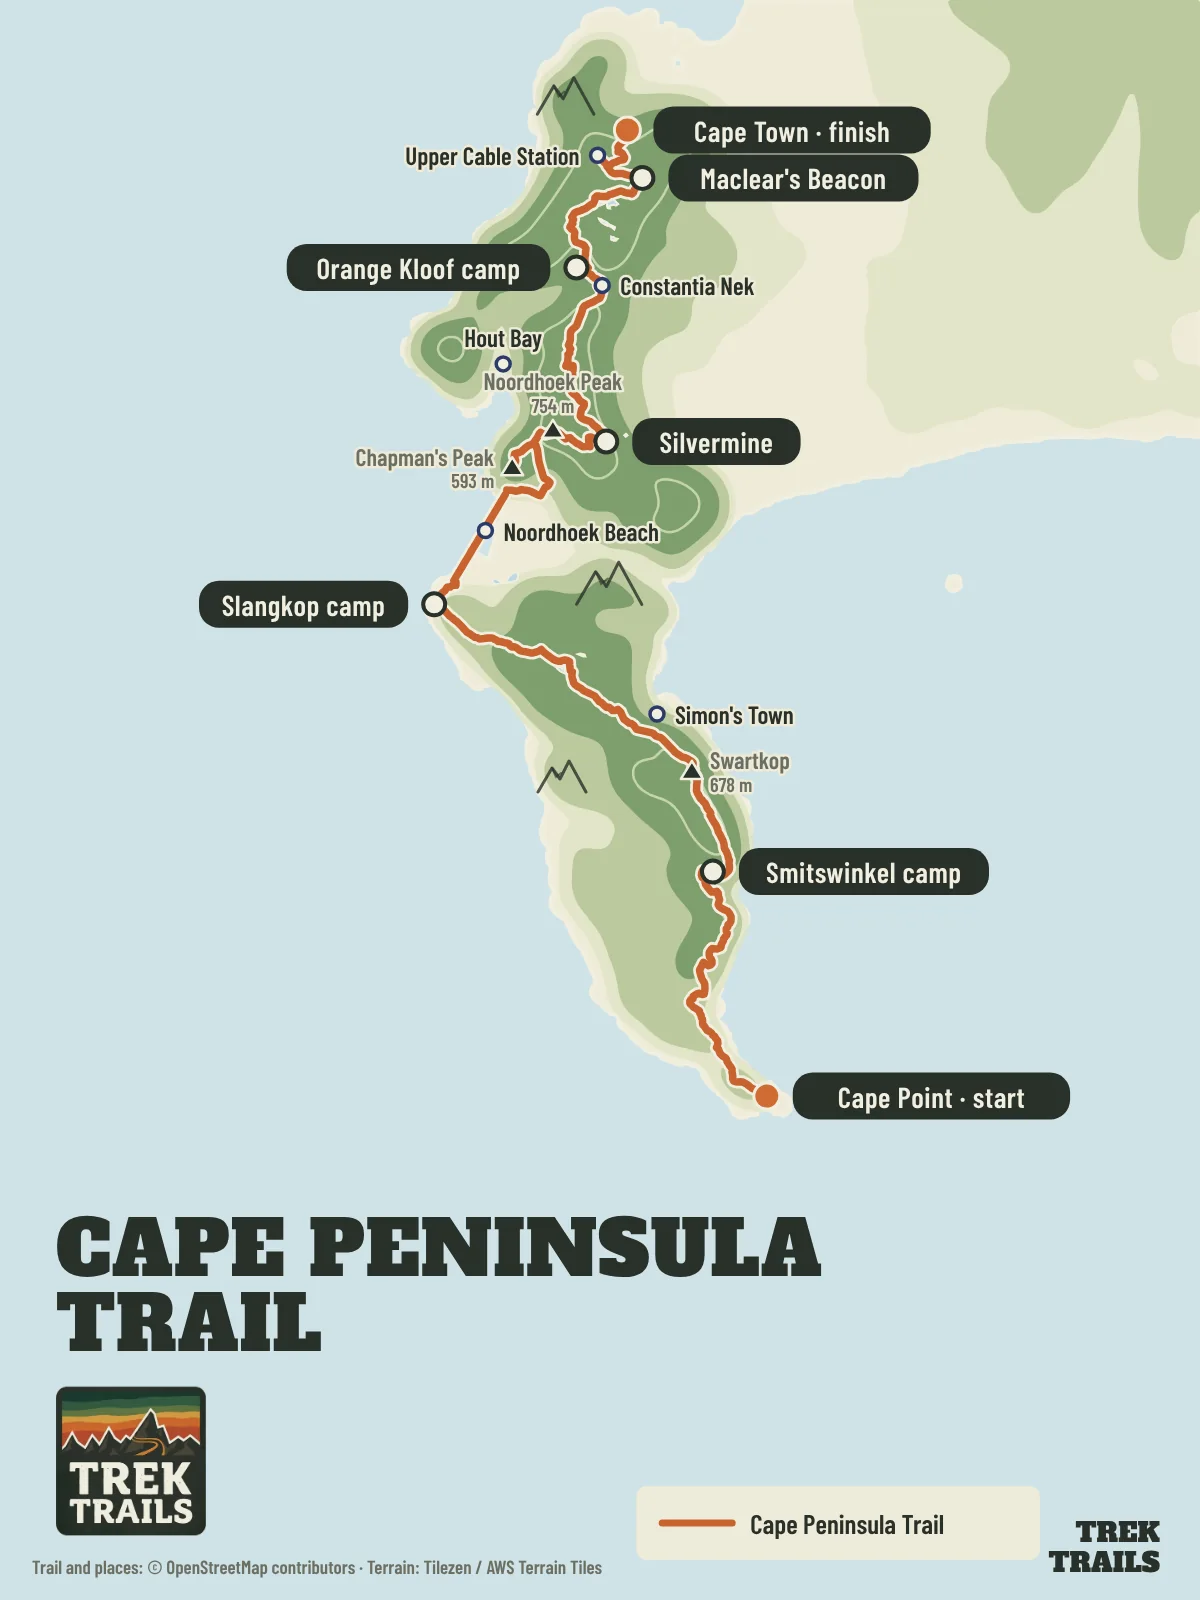 Cape Town · finish
Upper Cable Station
Maclear's Beacon
Orange Kloof camp
Constantia Nek
Hout Bay
Noordhoek Peak
754 m
Silvermine
Chapman's Peak
593 m
Noordhoek Beach
Slangkop camp
Simon's Town
Swartkop
678 m
Smitswinkel camp
Cape Point · start
CAPE PENINSULA
TRAIL
TREK
TRAILS
Cape Peninsula Trail
TREK
TRAILS
Trail and places: © OpenStreetMap contributors · Terrain: Tilezen / AWS Terrain Tiles